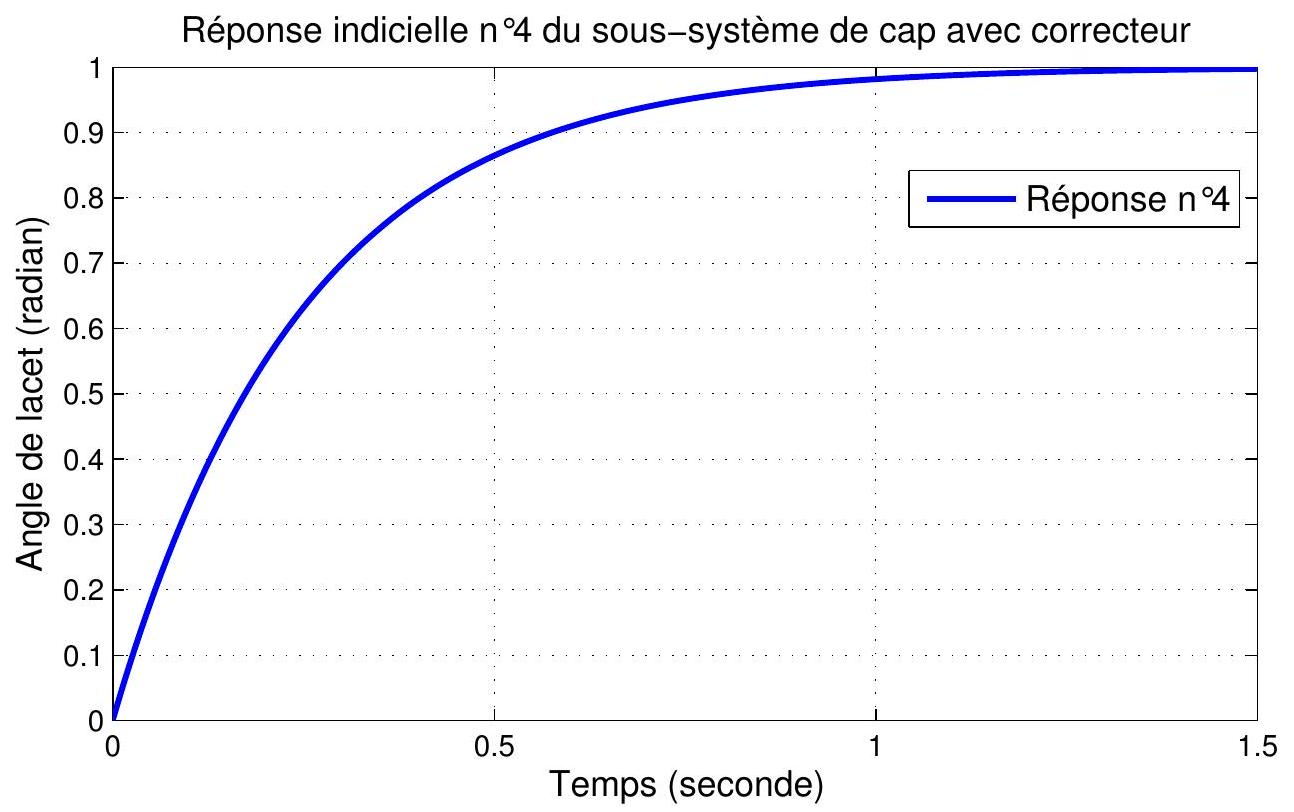 Réponse indicielle n°4 du sous−système de cap avec correcteur
1
0.9
0.8
0.7
0.6
0.5
0.4
0.3
0.2
0.1
0
Angle de lacet (radian)
Réponse n°4
0 0.5 1 1.5
Temps (seconde)